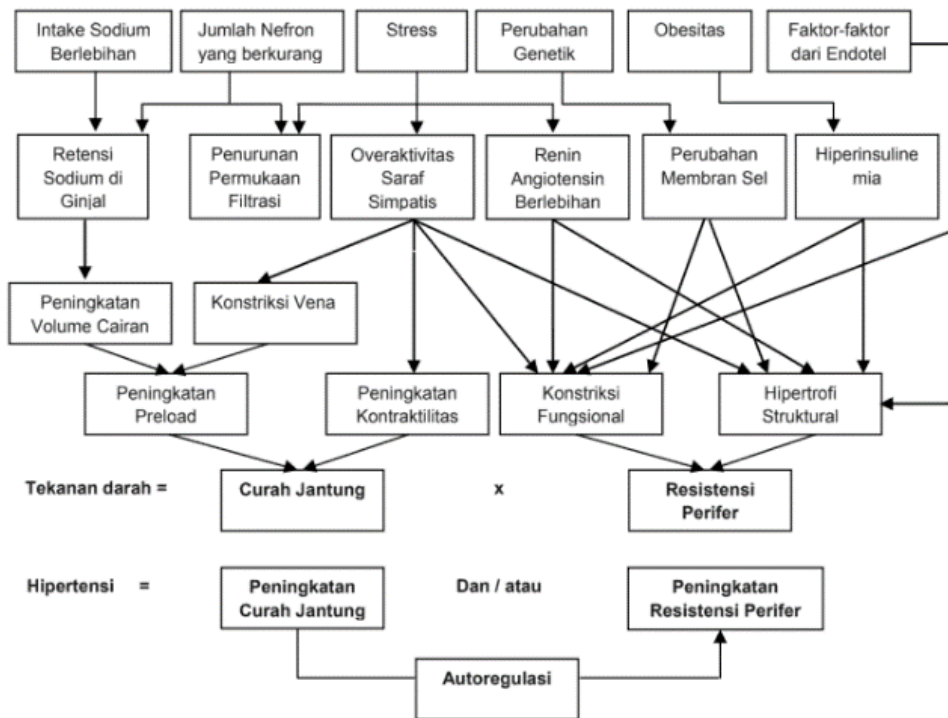 Intake Sodium
Berlebihan
Jumlah Nefron
yang berkurang
Stress
Perubahan
Genetik
Obesitas
Faktor-faktor
dari Endotel
Retensi
Sodium di
Ginjal
Penurunan
Permukaan
Filtrasi
Overaktivitas
Saraf
Simpatis
Renin
Angiotensin
Berlebihan
Perubahan
Membran Sel
Hiperinsuline
mia
Peningkatan
Volume Cairan
Konstriksi Vena
Peningkatan
Preload
Peningkatan
Kontraktilitas
Konstriksi
Fungsional
Hipertrofi
Struktural
Tekanan darah =
Curah Jantung
x
Resistensi
Perifer
Hipertensi =
Peningkatan
Curah Jantung
Dan / atau
Peningkatan
Resistensi Perifer
Autoregulasi